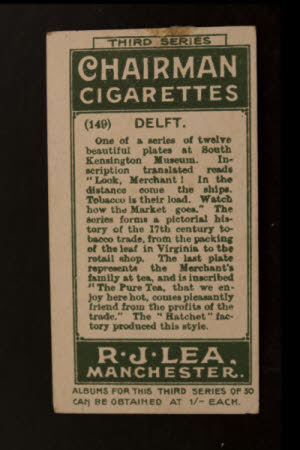 THIRD SERIES
CHAIRMAN
CIGARETTES
(149) DELFT.
One of a series of twelve
beautiful plates at South
Kensington Museum. In-
scription translated reads
"Look, Merchant! In the
distance come the ships.
Tobacco is their load. Watch
how the Market goes." The
series forms a pictorial his-
tory of the 17th century to-
bacco trade, from the packing
of the leaf in Virginia to the
retail shop. The last plate
represents the Merchant's
family at tea, and is inscribed
"The Pure Tea, that we en-
joy here hot, comes pleasantly
friend from the profits of the
trade." The "Hatchet" fac-
tory produced this style.
R·J·LEA,
MANCHESTER.
ALBUMS FOR THIS THIRD SERIES OF 50
CAN BE OBTAINED AT 1/- EACH.